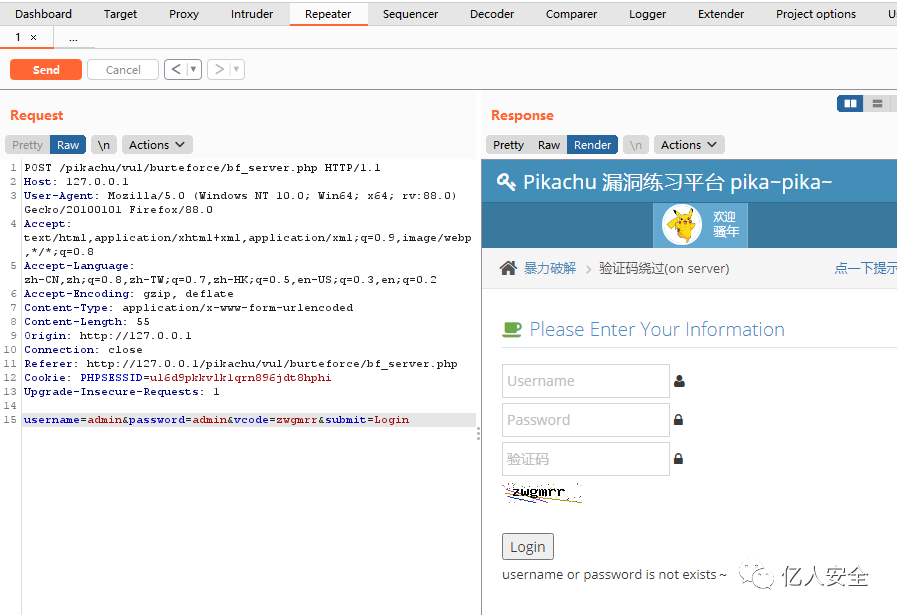 Dashboard Target Proxy Intruder Repeater Sequencer Decoder Comparer Logger Extender Project options U
1 × ...
Send Cancel < >
Request
Pretty Raw \n Actions
1 POST /pikachu/vul/burteforce/bf_server.php HTTP/1.1
2 Host: 127.0.0.1
3 User-Agent: Mozilla/5.0 (Windows NT 10.0; Win64; x64; rv:88.0)
Gecko/20100101 Firefox/88.0
4 Accept:
text/html,application/xhtml+xml,application/xml;q=0.9,image/webp
,*/*;q=0.8
5 Accept-Language:
zh-CN,zh;q=0.8,zh-TW;q=0.7,zh-HK;q=0.5,en-US;q=0.3,en;q=0.2
6 Accept-Encoding: gzip, deflate
7 Content-Type: application/x-www-form-urlencoded
8 Content-Length: 55
9 Origin: http://127.0.0.1
10 Connection: close
11 Referer: http://127.0.0.1/pikachu/vul/burteforce/bf_server.php
12 Cookie: PHPSESSID=ul6d9pkkvlklqrn896jdt8hphi
13 Upgrade-Insecure-Requests: 1
14
15 username=admin&password=admin&vcode=zwgmrr&submit=Login
Response
Pretty Raw Render \n Actions
Pikachu 漏洞练习平台 pika~pika~
欢迎
骚年
暴力破解 > 验证码绕过(on server) 点一下提示
Please Enter Your Information
Username
Password
验证码
zwgmrr
Login
username or password is not exists～
亿人安全